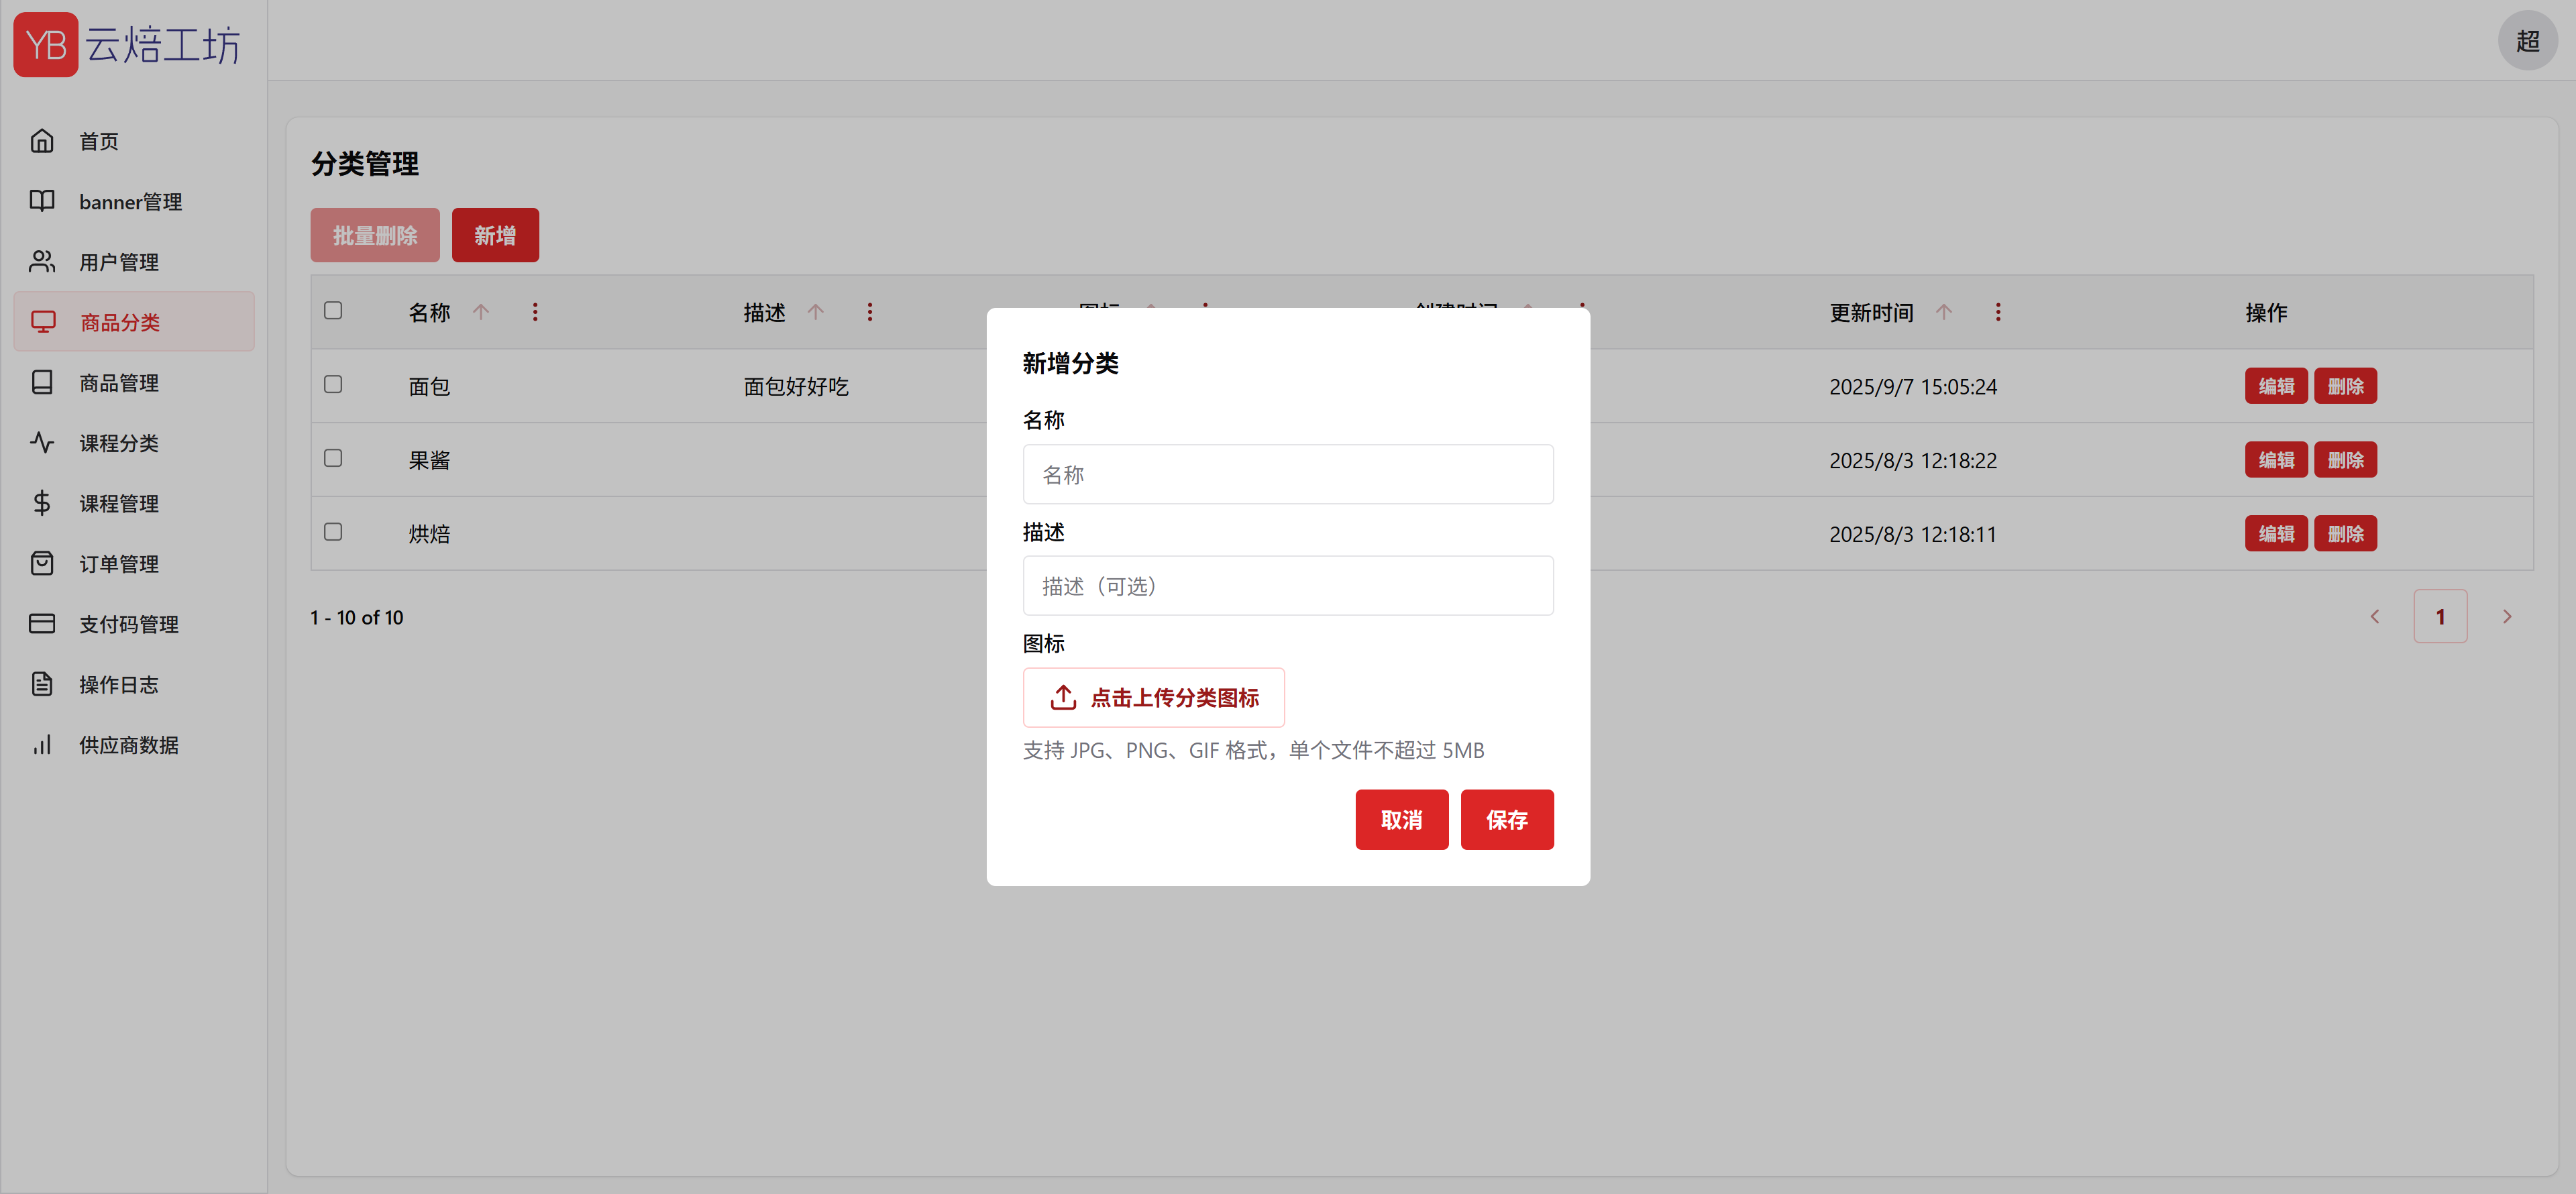 YB 云焙工坊
超
首页
banner管理
用户管理
商品分类
商品管理
课程分类
课程管理
订单管理
支付码管理
操作日志
供应商数据
分类管理
批量删除 新增
名称 描述 图标 创建时间 更新时间 操作
面包 面包好好吃 2025/9/7 15:05:24 编辑 删除
果酱 2025/8/3 12:18:22 编辑 删除
烘焙 2025/8/3 12:18:11 编辑 删除
1 - 10 of 10
1
新增分类
名称
名称
描述
描述（可选）
图标
点击上传分类图标
支持 JPG、PNG、GIF 格式，单个文件不超过 5MB
取消 保存